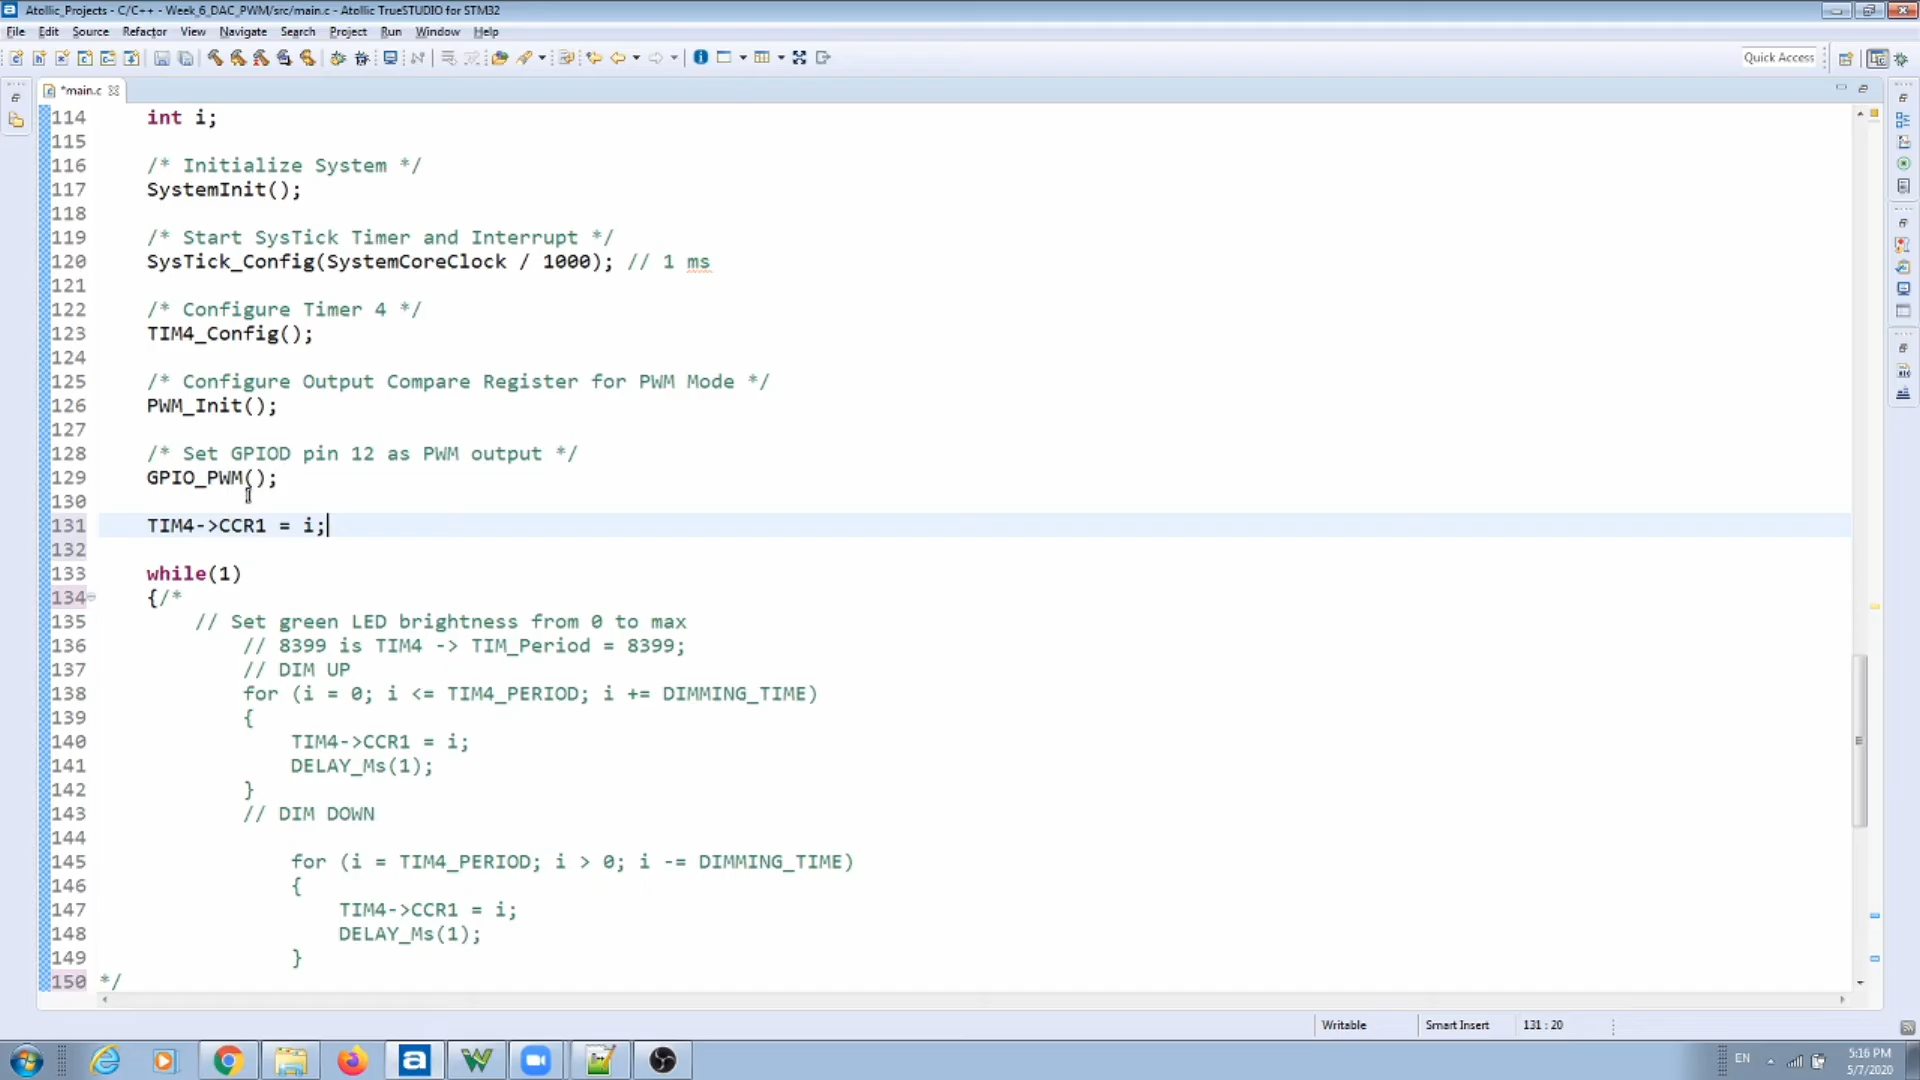 Atollic_Projects - C/C++ - Week_6_DAC_PWM/src/main.c - Atollic TrueSTUDIO for STM32
File Edit Source Refactor View Navigate Search Project Run Window Help
Quick Access
*main.c
114 int i;
115
116 /* Initialize System */
117 SystemInit();
118
119 /* Start SysTick Timer and Interrupt */
120 SysTick_Config(SystemCoreClock / 1000); // 1 ms
121
122 /* Configure Timer 4 */
123 TIM4_Config();
124
125 /* Configure Output Compare Register for PWM Mode */
126 PWM_Init();
127
128 /* Set GPIOD pin 12 as PWM output */
129 GPIO_PWM();
130
131 TIM4->CCR1 = i;
132
133 while(1)
134 {/*
135 // Set green LED brightness from 0 to max
136 // 8399 is TIM4 -> TIM_Period = 8399;
137 // DIM UP
138 for (i = 0; i <= TIM4_PERIOD; i += DIMMING_TIME)
139 {
140 TIM4->CCR1 = i;
141 DELAY_Ms(1);
142 }
143 // DIM DOWN
144
145 for (i = TIM4_PERIOD; i > 0; i -= DIMMING_TIME)
146 {
147 TIM4->CCR1 = i;
148 DELAY_Ms(1);
149 }
150 */
Writable Smart Insert 131 : 20
EN 5:16 PM
5/7/2020